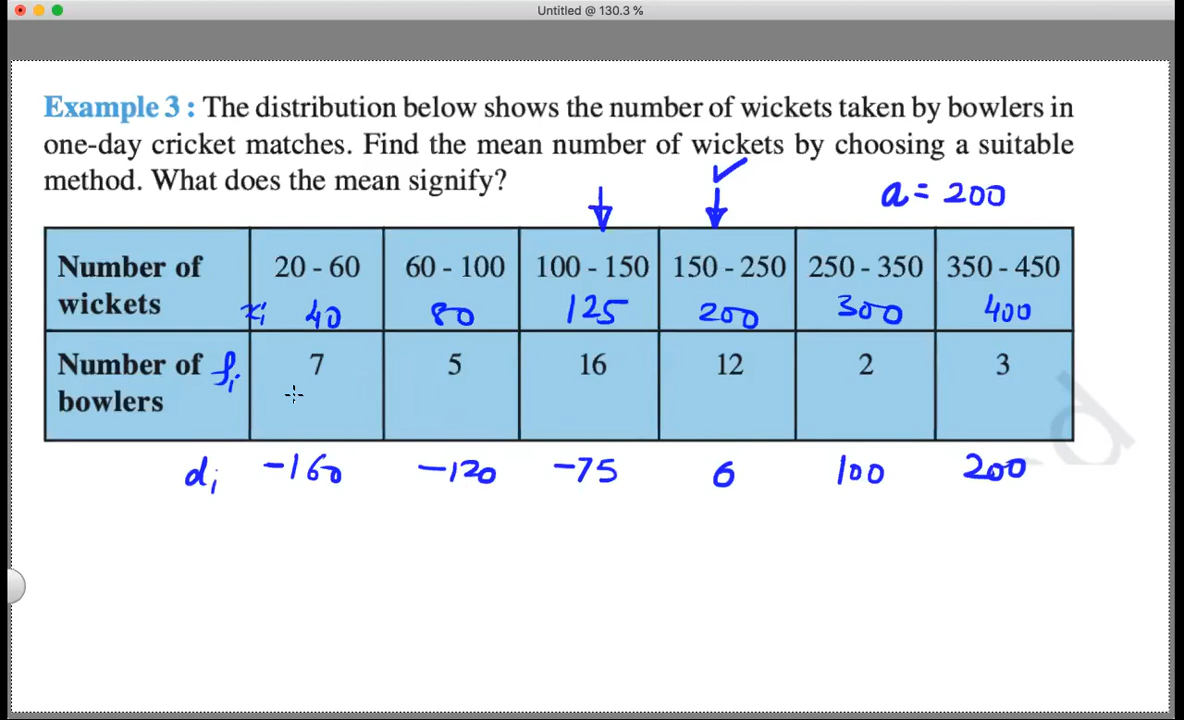 Untitled @ 130.3 %
Example 3 : The distribution below shows the number of wickets taken by bowlers in
one-day cricket matches. Find the mean number of wickets by choosing a suitable
method. What does the mean signify?
a = 200
Number of wickets 20 - 60 60 - 100 100 - 150 150 - 250 250 - 350 350 - 450
xi 40 80 125 200 300 400
Number of bowlers fi 7 5 16 12 2 3
di -160 -120 -75 0 100 200
d